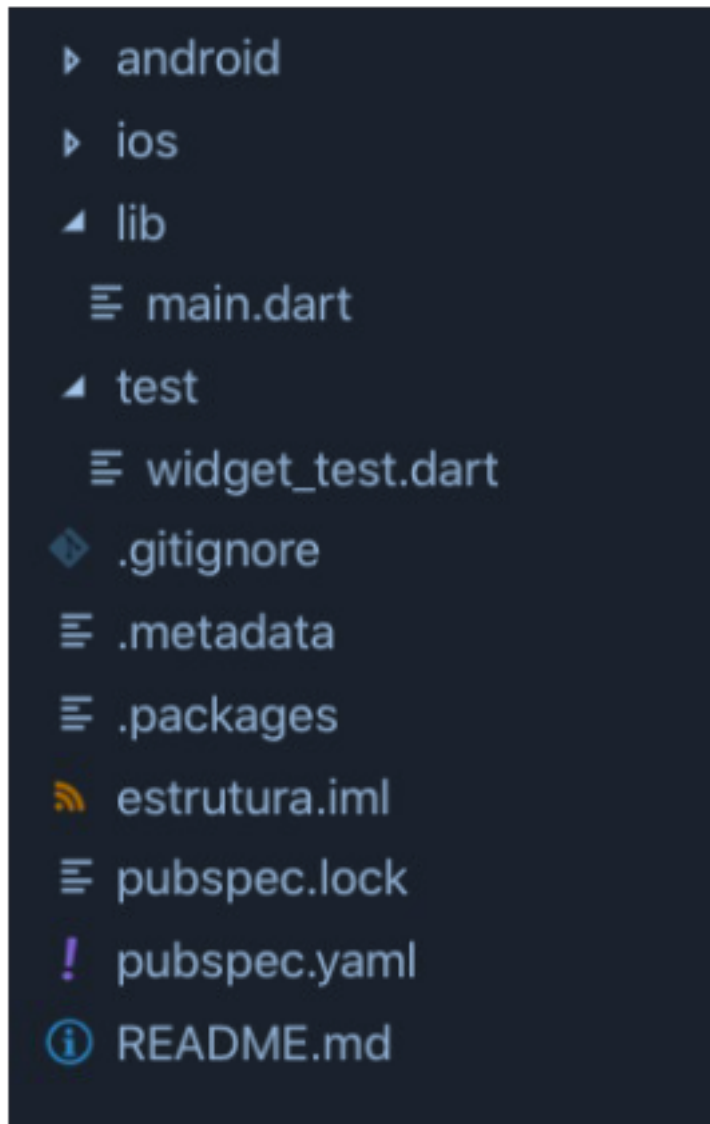 android
ios
lib
main.dart
test
widget_test.dart
.gitignore
.metadata
.packages
estrutura.iml
pubspec.lock
pubspec.yaml
README.md